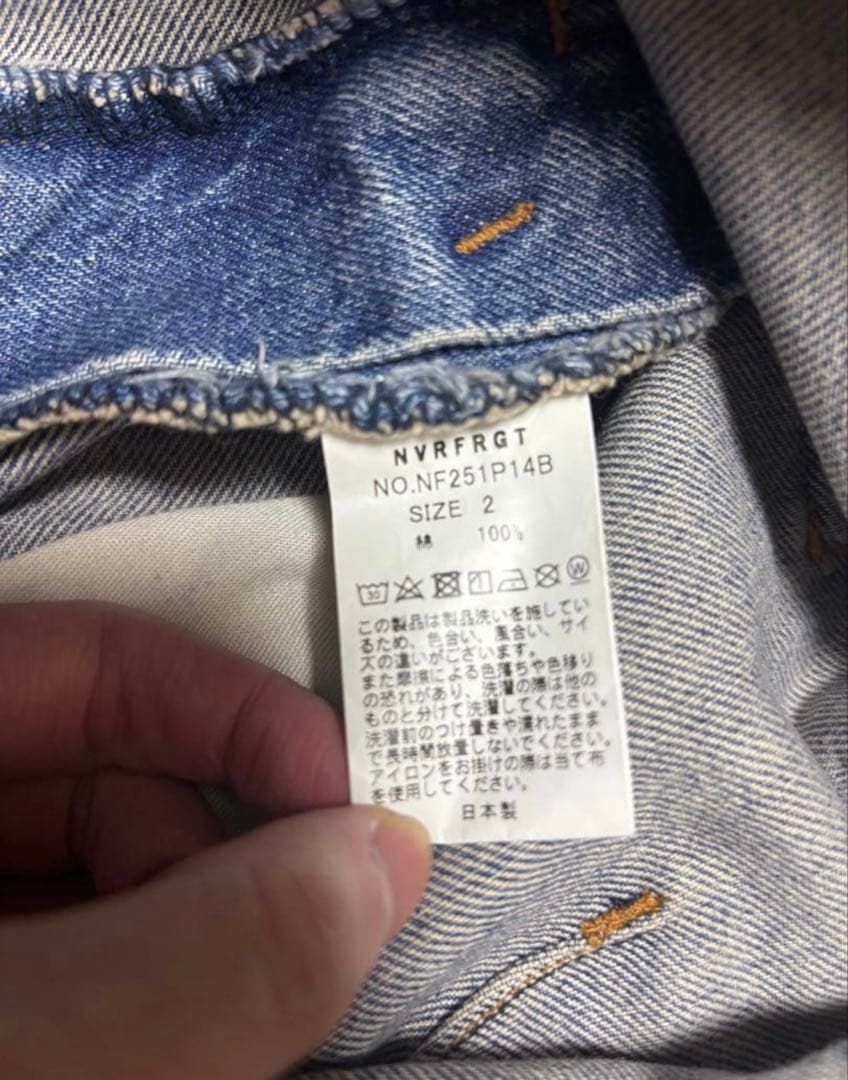 NVRFRGT
NO.NF251P14B
SIZE 2
綿 100%
30 1 W
この製品は製品洗いを施してい
るため、色合い、風合い、サイ
ズの違いがございます。
また摩擦による色落ちや色移り
の恐れがあり、洗濯の際は他の
ものと分けて洗濯してください。
洗濯前のつけ置きや濡れたまま
で長時間放置しないでください。
アイロンをお掛けの際は当て布
を使用してください。
日本製